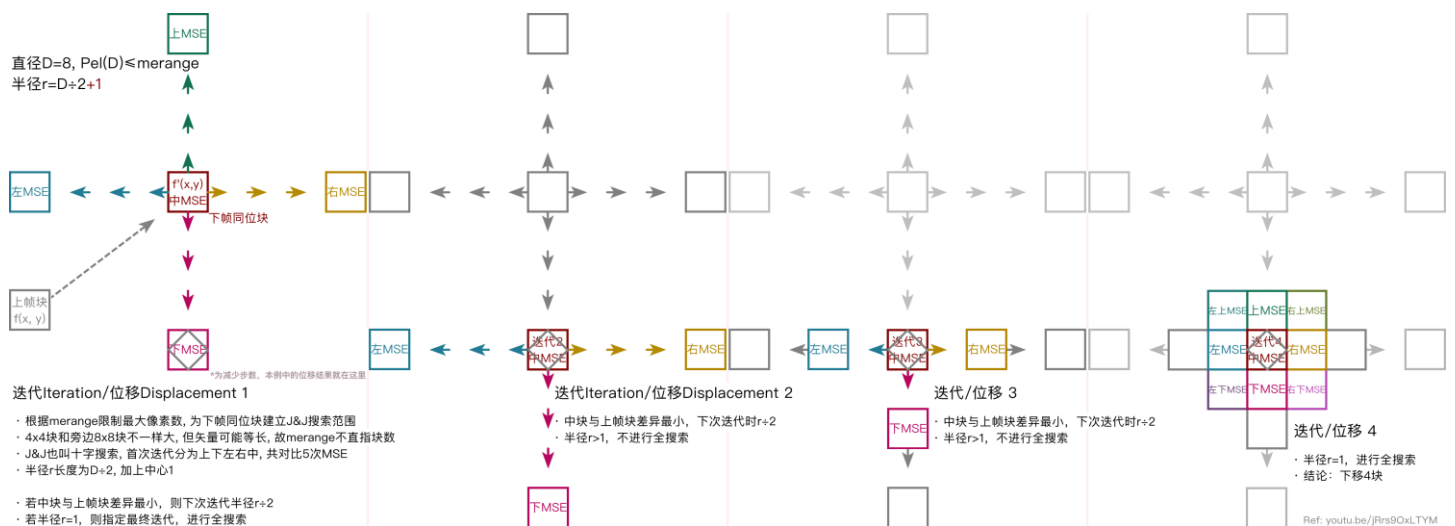 上MSE
直径D=8, Pel(D)≤merange
半径r=D÷2+1
左MSE
f'(x,y)
中MSE
右MSE
下帧同位块
上帧块
f(x, y)
下MSE
*为减少步数，本例中的位移结果就在这里
迭代Iteration/位移Displacement 1
· 根据merange限制最大像素数, 为下帧同位块建立J&J搜索范围
· 4x4块和旁边8x8块不一样大, 但矢量可能等长, 故merange不直指块数
· J&J也叫十字搜索, 首次迭代分为上下左右中, 共对比5次MSE
· 半径r长度为D÷2, 加上中心1
· 若中块与上帧块差异最小，则下次迭代半径r÷2
· 若半径r=1，则指定最终迭代，进行全搜索
左MSE
迭代2
中MSE
右MSE
迭代Iteration/位移Displacement 2
· 中块与上帧块差异最小，下次迭代时r÷2
· 半径r>1，不进行全搜索
下MSE
左MSE
迭代3
中MSE
右MSE
迭代/位移 3
下MSE
· 中块与上帧块差异最小，下次迭代时r÷2
· 半径r>1，不进行全搜索
左上MSE
上MSE
右上MSE
左MSE
迭代4
中MSE
右MSE
左下MSE
下MSE
右下MSE
迭代/位移 4
· 半径r=1，进行全搜索
· 结论：下移4块
Ref: youtu.be/jRrs9OxLTYM